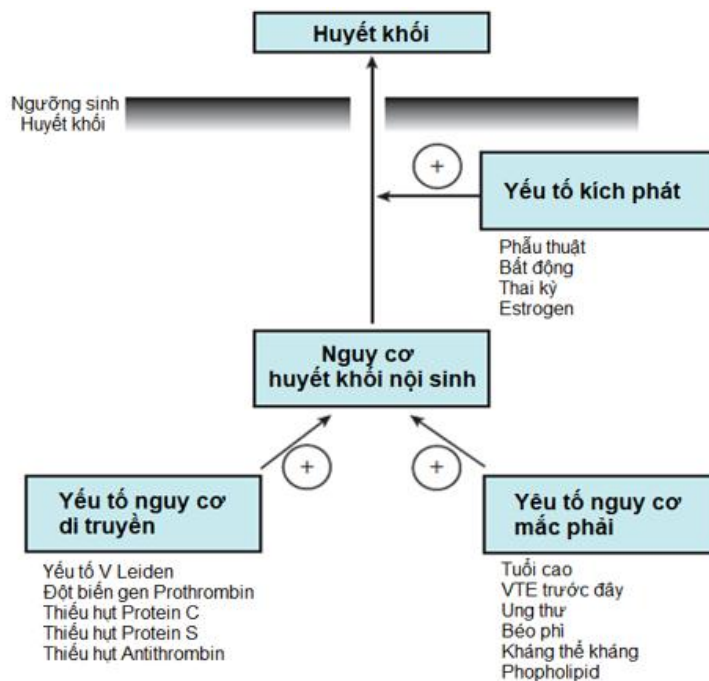 Huyết khối
Ngưỡng sinh
Huyết khối
+
Yếu tố kích phát
Phẫu thuật
Bất động
Thai kỳ
Estrogen
Nguy cơ
huyết khối nội sinh
+
+
Yếu tố nguy cơ
di truyền
Yếu tố V Leiden
Đột biến gen Prothrombin
Thiếu hụt Protein C
Thiếu hụt Protein S
Thiếu hụt Antithrombin
Yêu tố nguy cơ
mắc phải
Tuổi cao
VTE trước đây
Ung thư
Béo phì
Kháng thể kháng
Phopholipid